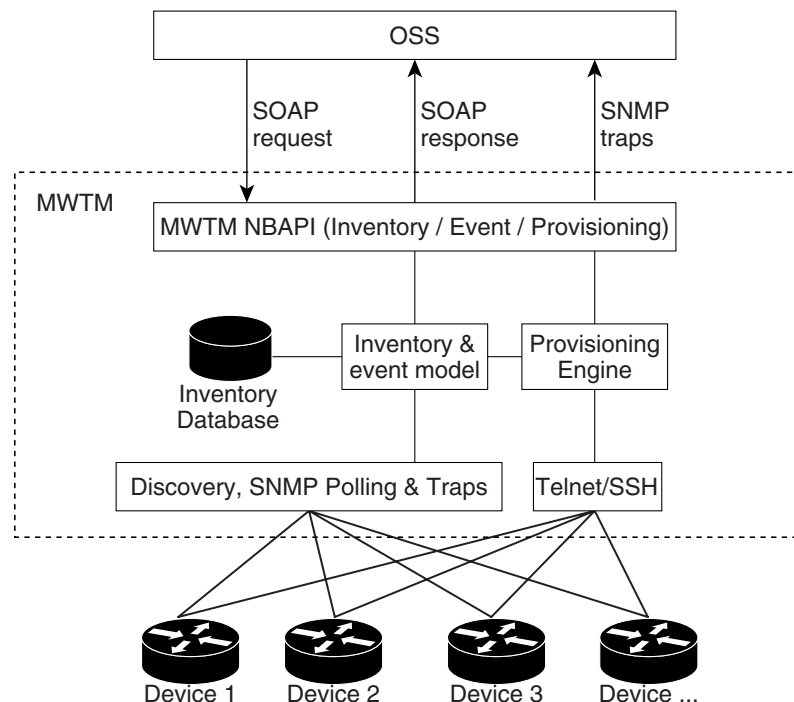 OSS
SOAP
request
SOAP
response
SNMP
traps
MWTM
MWTM NBAPI (Inventory / Event / Provisioning)
Inventory
Database
Inventory &
event model
Provisioning
Engine
Discovery, SNMP Polling & Traps
Telnet/SSH
Device 1
Device 2
Device 3
Device ...